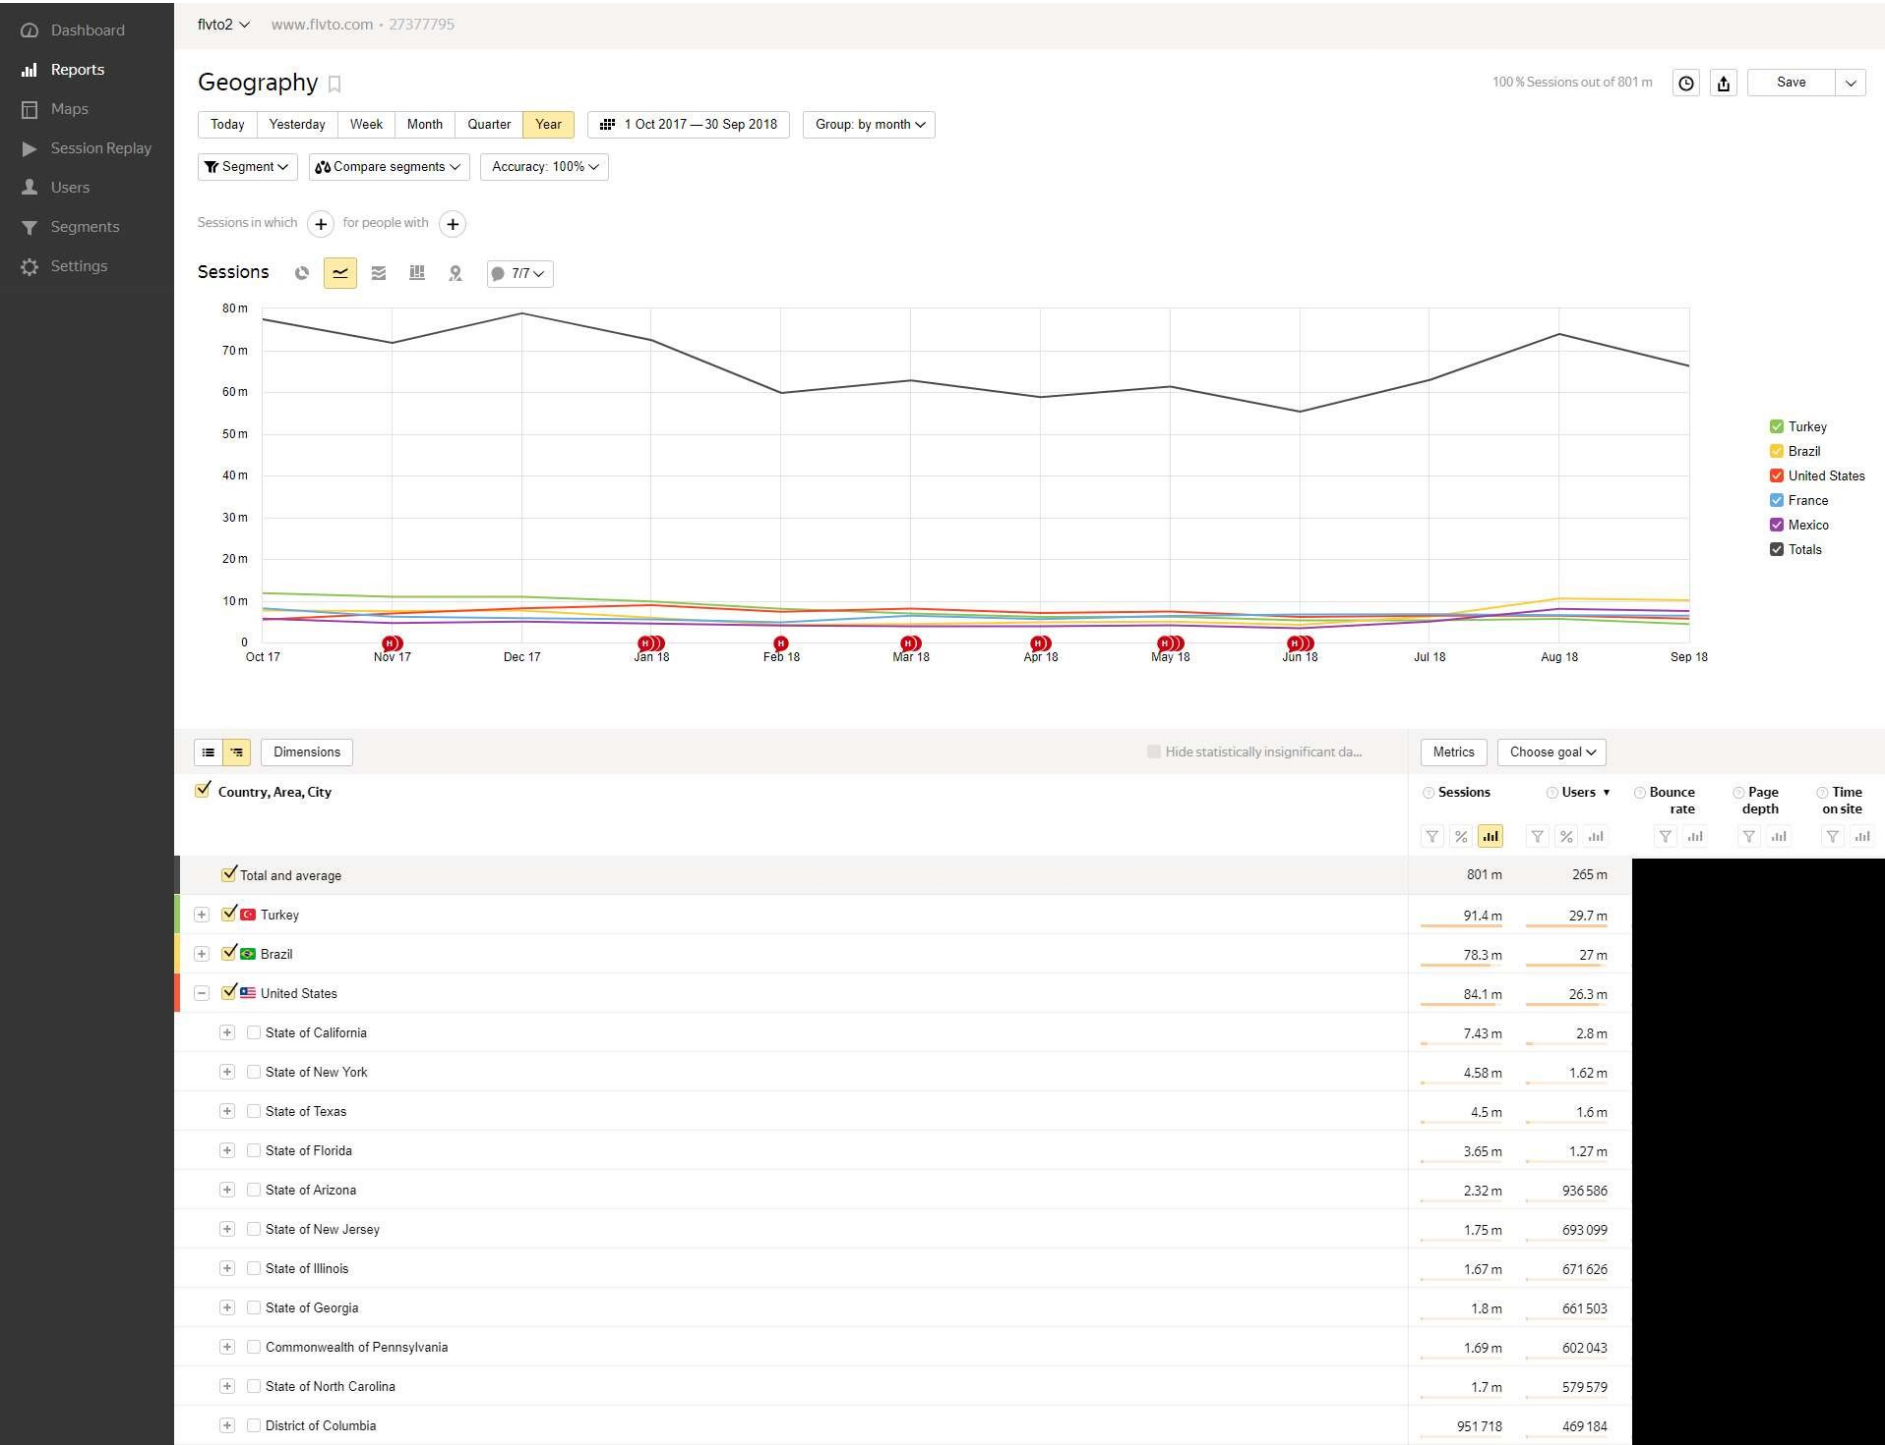 Dashboard
Reports
Maps
Session Replay
Users
Segments
Settings
flvto2 www.flvto.com • 27377795
Geography
100 % Sessions out of 801 m
Save
Today Yesterday Week Month Quarter Year 1 Oct 2017 — 30 Sep 2018 Group: by month
Segment Compare segments Accuracy: 100%
Sessions in which + for people with +
Sessions 7/7
80 m
70 m
60 m
50 m
40 m
30 m
20 m
10 m
0
H H H H H H H
Oct 17 Nov 17 Dec 17 Jan 18 Feb 18 Mar 18 Apr 18 May 18 Jun 18 Jul 18 Aug 18 Sep 18
Turkey
Brazil
United States
France
Mexico
Totals
Dimensions Hide statistically insignificant da... Metrics Choose goal
Country, Area, City Sessions Users ▼ Bounce rate Page depth Time on site
Total and average 801 m 265 m
Turkey 91.4 m 29.7 m
Brazil 78.3 m 27 m
United States 84.1 m 26.3 m
State of California 7.43 m 2.8 m
State of New York 4.58 m 1.62 m
State of Texas 4.5 m 1.6 m
State of Florida 3.65 m 1.27 m
State of Arizona 2.32 m 936 586
State of New Jersey 1.75 m 693 099
State of Illinois 1.67 m 671 626
State of Georgia 1.8 m 661 503
Commonwealth of Pennsylvania 1.69 m 602 043
State of North Carolina 1.7 m 579 579
District of Columbia 951 718 469 184